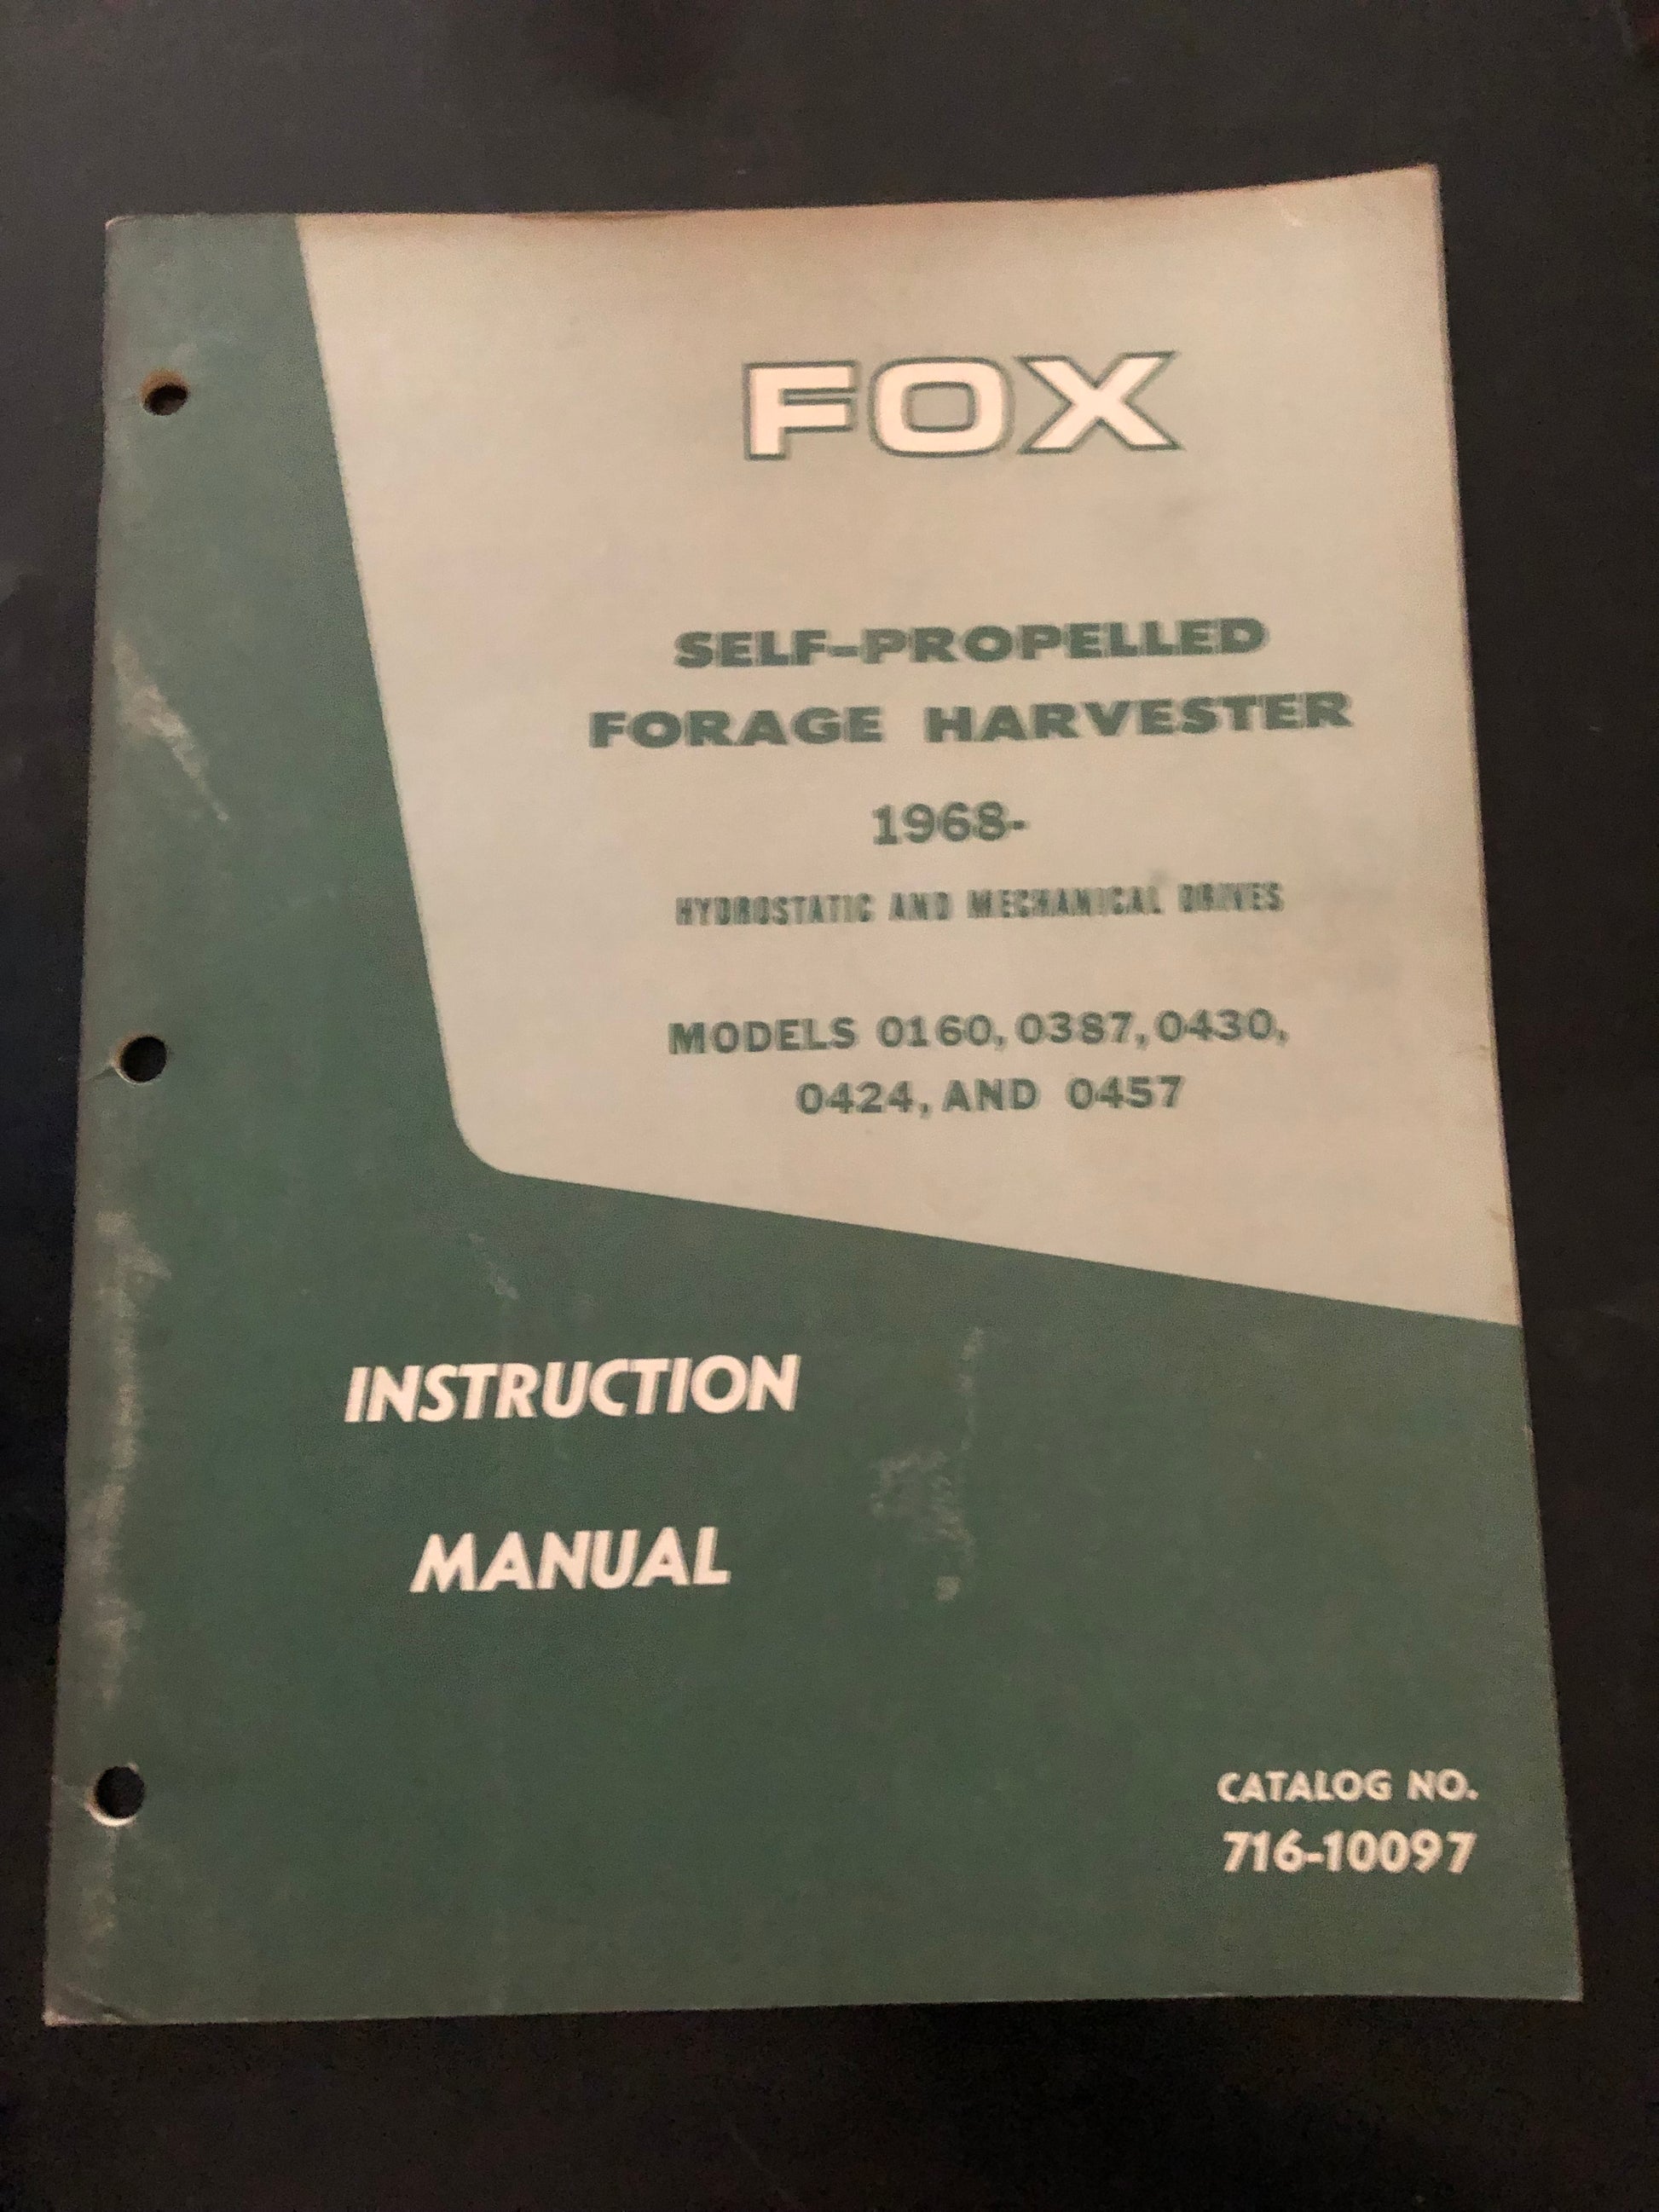 FOX
SELF-PROPELLED
FORAGE HARVESTER
1968-
HYDROSTATIC AND MECHANICAL DRIVES
MODELS 0160, 0387, 0430,
0424, AND 0457
INSTRUCTION
MANUAL
CATALOG NO.
716-10097